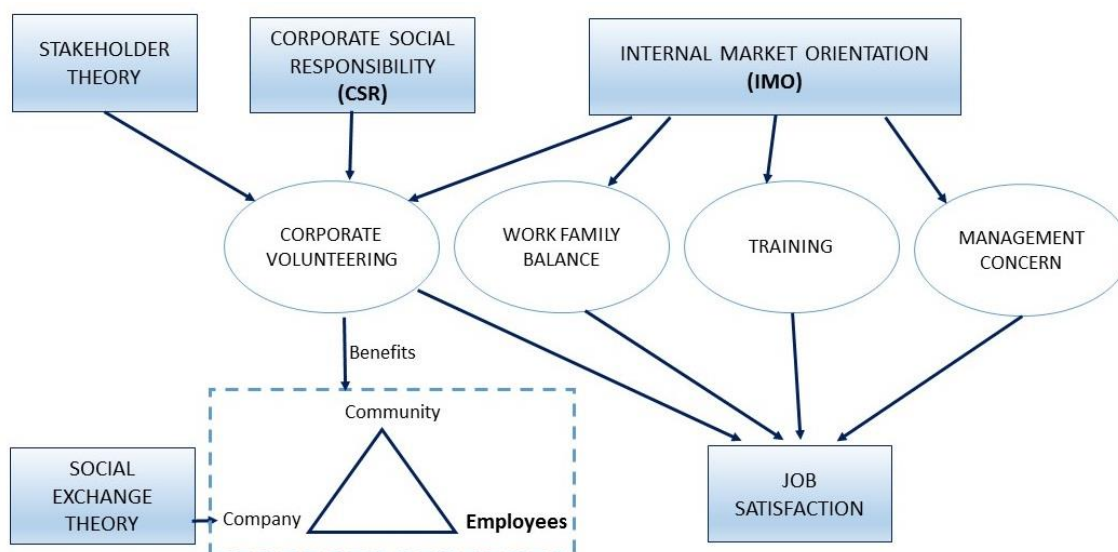 STAKEHOLDER
THEORY
CORPORATE SOCIAL
RESPONSIBILITY
(CSR)
INTERNAL MARKET ORIENTATION
(IMO)
CORPORATE
VOLUNTEERING
WORK FAMILY
BALANCE
TRAINING
MANAGEMENT
CONCERN
Benefits
Community
SOCIAL
EXCHANGE
THEORY
Company
Employees
JOB
SATISFACTION